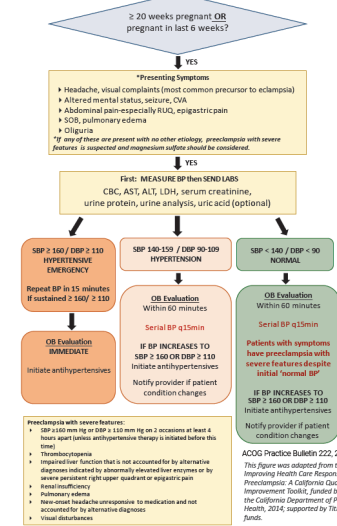 ≥ 20 weeks pregnant OR
pregnant in last 6 weeks?
YES
*Presenting Symptoms
Headache, visual complaints (most common precursor to eclampsia)
Altered mental status, seizure, CVA
Abdominal pain-especially RUQ, epigastric pain
SOB, pulmonary edema
Oliguria
*If any of these are present with no other etiology, preeclampsia with severe
features is suspected and magnesium sulfate should be considered.
YES
First: MEASURE BP then SEND LABS
CBC, AST, ALT, LDH, serum creatinine,
urine protein, urine analysis, uric acid (optional)
SBP ≥ 160 / DBP ≥ 110
HYPERTENSIVE
EMERGENCY
Repeat BP in 15 minutes
If sustained ≥ 160/ ≥ 110
OB Evaluation
IMMEDIATE
Initiate antihypertensives
SBP 140-159 / DBP 90-109
HYPERTENSION
OB Evaluation
Within 60 minutes
Serial BP q15min
IF BP INCREASES TO
SBP ≥ 160 OR DBP ≥ 110
Initiate antihypertensives
Notify provider if patient
condition changes
SBP < 140 / DBP < 90
NORMAL
OB Evaluation
Within 60 minutes
Serial BP q15min
Patients with symptoms
have preeclampsia with
severe features despite
initial 'normal BP'
IF BP INCREASES TO
SBP ≥ 160 OR DBP ≥ 110
Initiate antihypertensives
Notify provider if patient
condition changes
Preeclampsia with severe features:
SBP ≥160 mm Hg or DBP ≥ 110 mm Hg on 2 occasions at least 4
hours apart (unless antihypertensive therapy is initiated before this
time)
Thrombocytopenia
Impaired liver function that is not accounted for by alternative
diagnoses indicated by abnormally elevated liver enzymes or by
severe persistent right upper quadrant or epigastric pain
Renal insufficiency
Pulmonary edema
New-onset headache unresponsive to medication and not
accounted for by alternative diagnoses
Visual disturbances
ACOG Practice Bulletin 222, 2
This figure was adapted from t
Improving Health Care Respon
Preeclampsia: A California Qua
Improvement Toolkit, funded b
the California Department of P
Health, 2014; supported by Tit
funds.